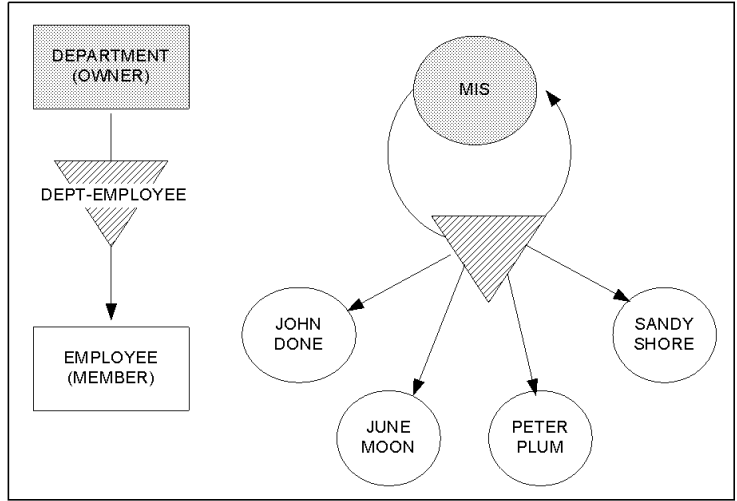 DEPARTMENT
(OWNER)
DEPT-EMPLOYEE
EMPLOYEE
(MEMBER)
MIS
JOHN
DONE
JUNE
MOON
PETER
PLUM
SANDY
SHORE